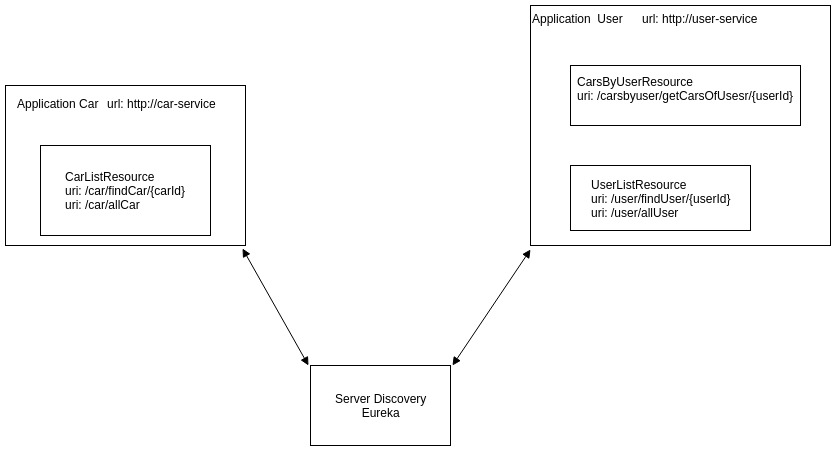 Application User url: http://user-service
CarsByUserResource
uri: /carsbyuser/getCarsOfUsesr/{userId}
Application Car url: http://car-service
CarListResource
uri: /car/findCar/{carId}
uri: /car/allCar
UserListResource
uri: /user/findUser/{userId}
uri: /user/allUser
Server Discovery
Eureka